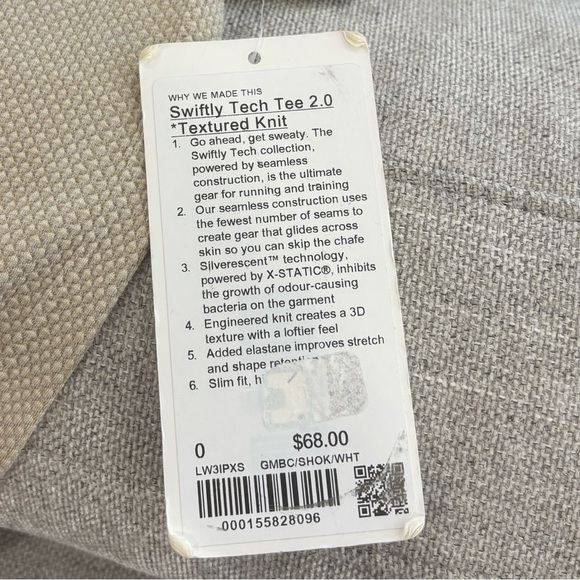 WHY WE MADE THIS
Swiftly Tech Tee 2.0
*Textured Knit
1. Go ahead, get sweaty. The
Swiftly Tech collection,
powered by seamless
construction, is the ultimate
gear for running and training
2. Our seamless construction uses
the fewest number of seams to
create gear that glides across
skin so you can skip the chafe
3. Silverescent™ technology,
powered by X-STATIC®, inhibits
the growth of odour-causing
bacteria on the garment
4. Engineered knit creates a 3D
texture with a loftier feel
5. Added elastane improves stretch
and shape
6. Slim fit,
0 $68.00
LW3IPXS GMBC/SHOK/WHT
000155828096